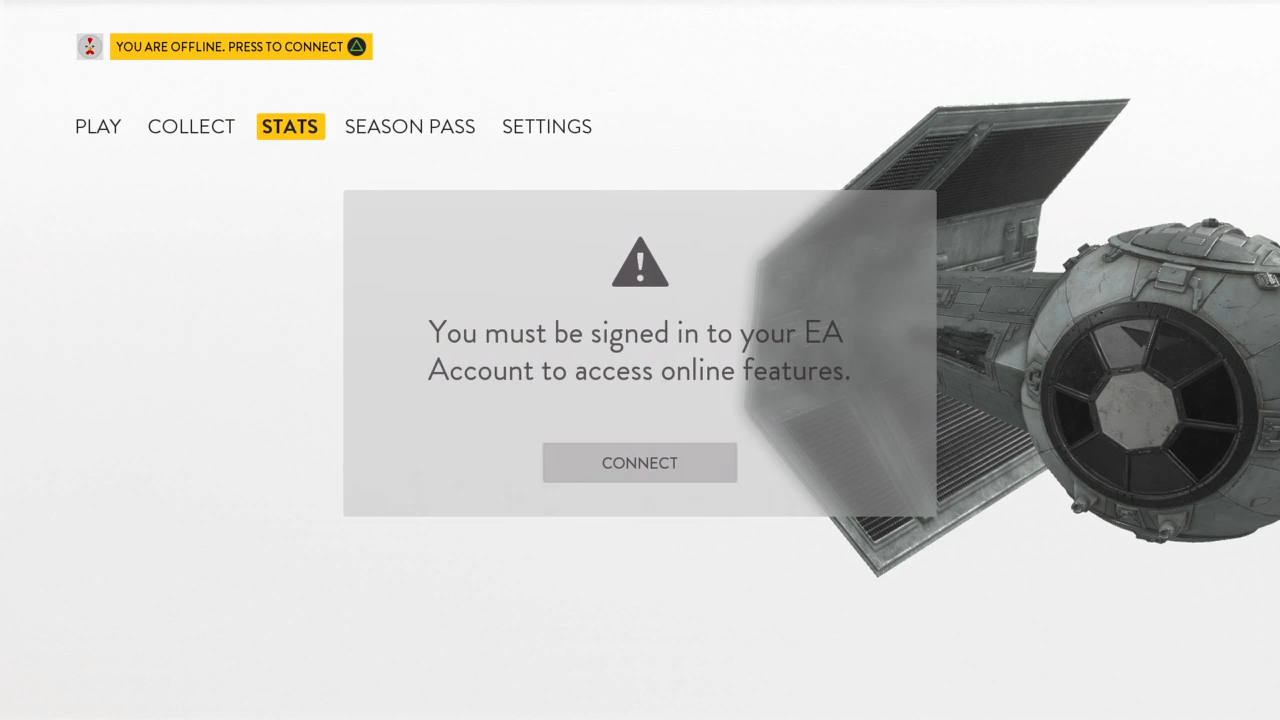 YOU ARE OFFLINE. PRESS TO CONNECT
PLAY COLLECT STATS SEASON PASS SETTINGS
You must be signed in to your EA
Account to access online features.
CONNECT